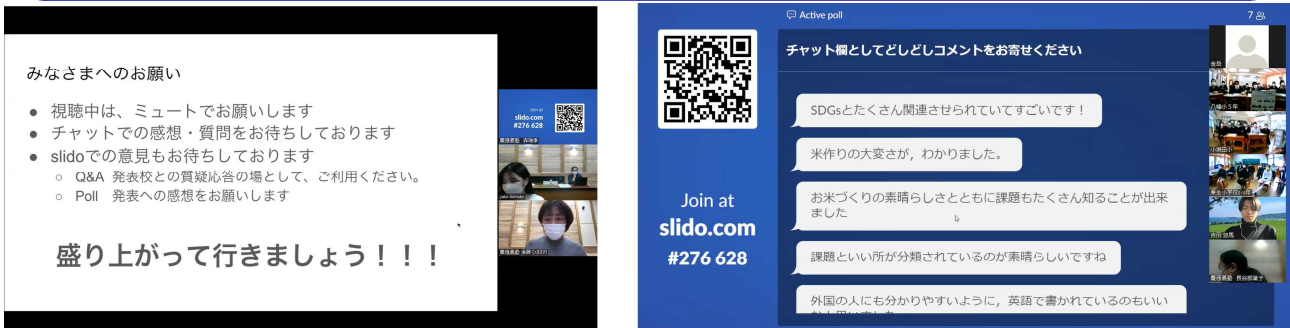 みなさまへのお願い
● 視聴中は、ミュートでお願いします
● チャットでの感想・質問をお待ちしております
● slidoでの意見もお待ちしております
○ Q&A 発表校との質疑応答の場として、ご利用ください。
○ Poll 発表への感想をお願いします
盛り上がって行きましょう！！！
Join at
slido.com
#276 628
Active poll
7
チャット欄としてどしどしコメントをお寄せください
SDGsとたくさん関連させられていてすごいです！
米作りの大変さが，わかりました。
お米づくりの素晴らしさとともに課題もたくさん知ることが出来
ました
課題といい所が分類されているのが素晴らしいですね
外国の人にも分かりやすいように，英語で書かれているのもいい
Join at
slido.com
#276 628
八幡小５年
小瀬田小